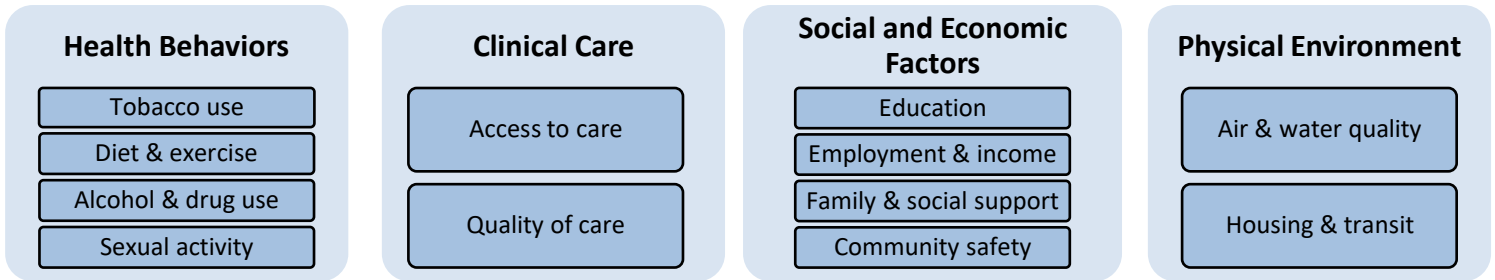 Health Behaviors
Tobacco use
Diet & exercise
Alcohol & drug use
Sexual activity
Clinical Care
Access to care
Quality of care
Social and Economic
Factors
Education
Employment & income
Family & social support
Community safety
Physical Environment
Air & water quality
Housing & transit